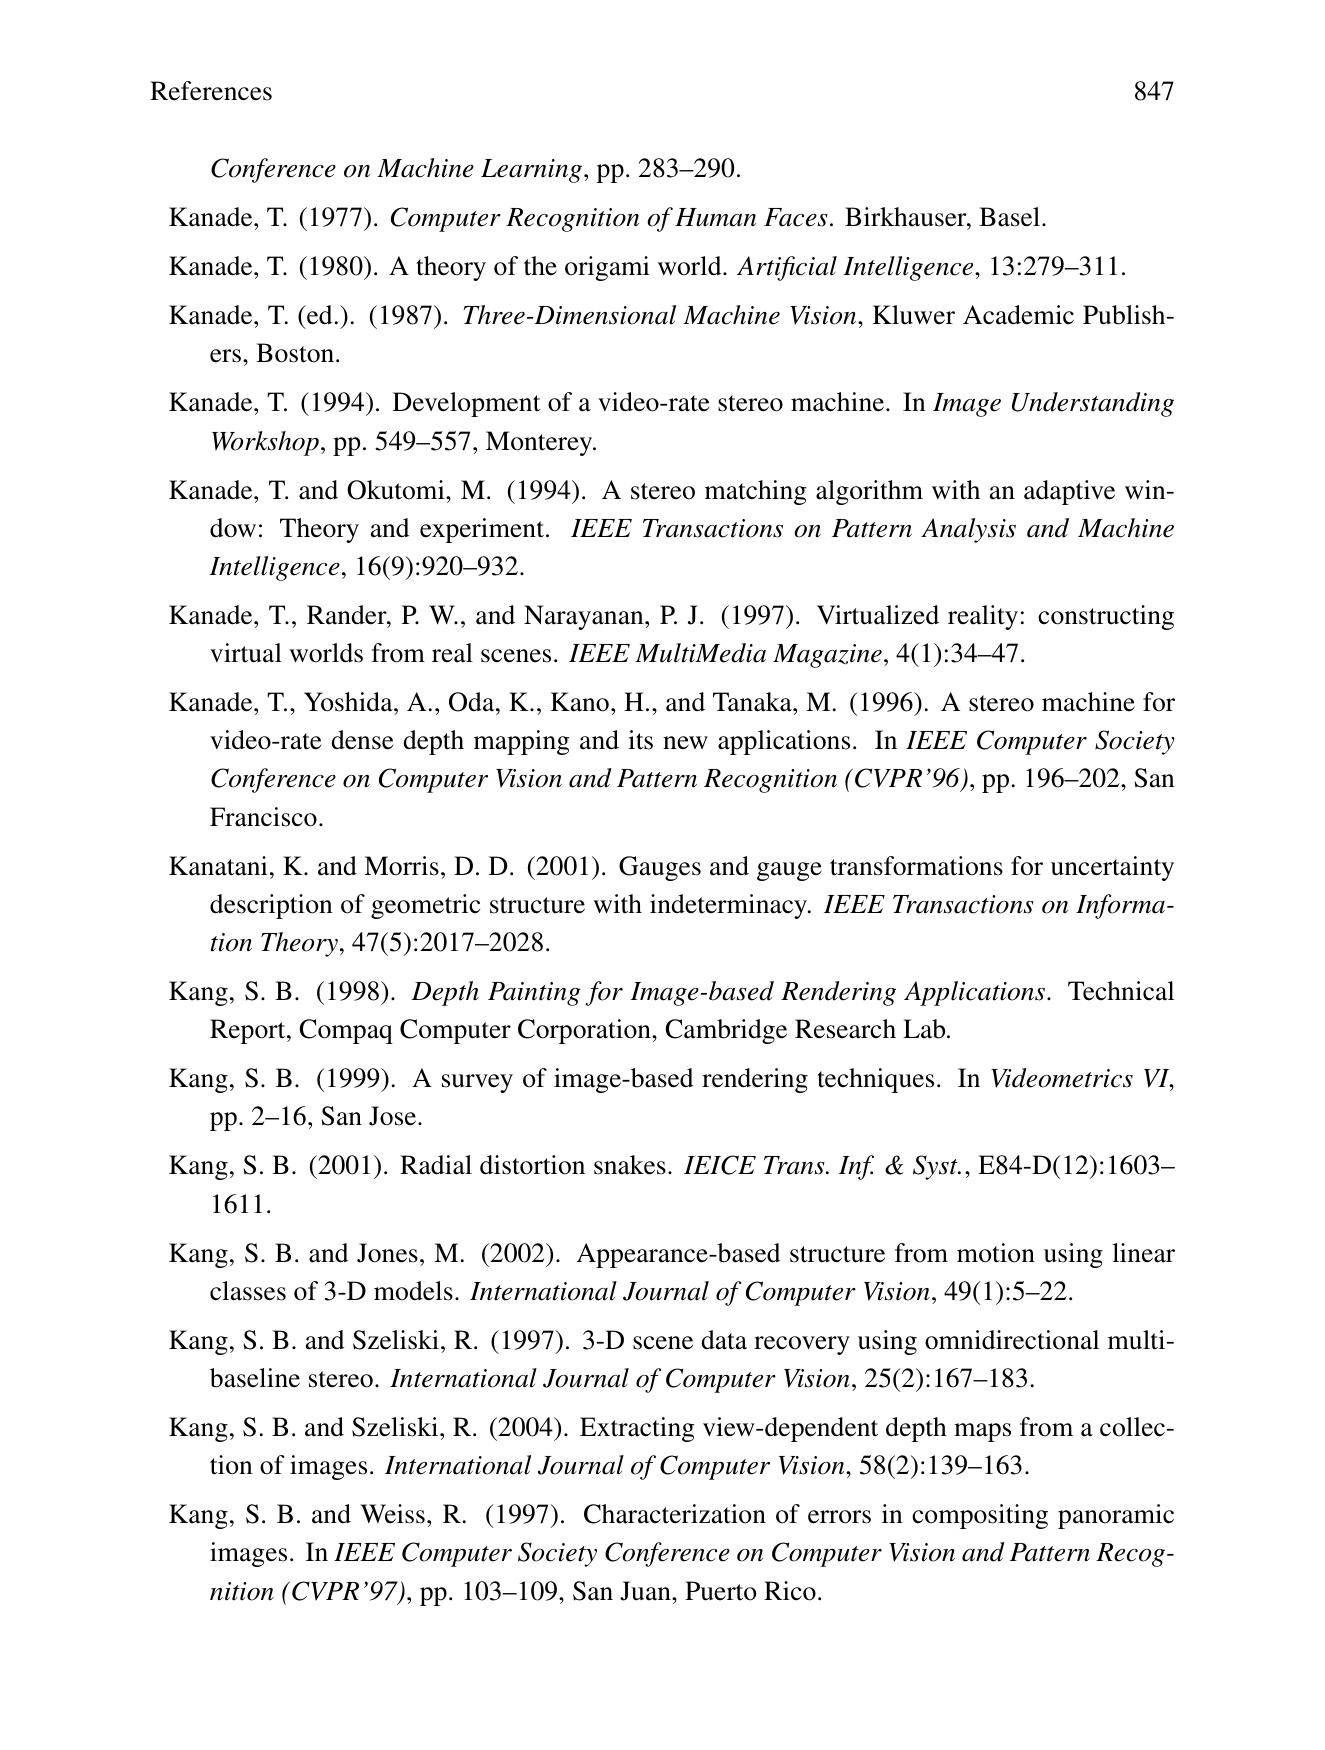 References 847
Conference on Machine Learning, pp. 283–290.
Kanade, T. (1977). Computer Recognition of Human Faces. Birkhauser, Basel.
Kanade, T. (1980). A theory of the origami world. Artificial Intelligence, 13:279–311.
Kanade, T. (ed.). (1987). Three-Dimensional Machine Vision, Kluwer Academic Publish-
ers, Boston.
Kanade, T. (1994). Development of a video-rate stereo machine. In Image Understanding
Workshop, pp. 549–557, Monterey.
Kanade, T. and Okutomi, M. (1994). A stereo matching algorithm with an adaptive win-
dow: Theory and experiment. IEEE Transactions on Pattern Analysis and Machine
Intelligence, 16(9):920–932.
Kanade, T., Rander, P. W., and Narayanan, P. J. (1997). Virtualized reality: constructing
virtual worlds from real scenes. IEEE MultiMedia Magazine, 4(1):34–47.
Kanade, T., Yoshida, A., Oda, K., Kano, H., and Tanaka, M. (1996). A stereo machine for
video-rate dense depth mapping and its new applications. In IEEE Computer Society
Conference on Computer Vision and Pattern Recognition (CVPR'96), pp. 196–202, San
Francisco.
Kanatani, K. and Morris, D. D. (2001). Gauges and gauge transformations for uncertainty
description of geometric structure with indeterminacy. IEEE Transactions on Informa-
tion Theory, 47(5):2017–2028.
Kang, S. B. (1998). Depth Painting for Image-based Rendering Applications. Technical
Report, Compaq Computer Corporation, Cambridge Research Lab.
Kang, S. B. (1999). A survey of image-based rendering techniques. In Videometrics VI,
pp. 2–16, San Jose.
Kang, S. B. (2001). Radial distortion snakes. IEICE Trans. Inf. & Syst., E84-D(12):1603–
1611.
Kang, S. B. and Jones, M. (2002). Appearance-based structure from motion using linear
classes of 3-D models. International Journal of Computer Vision, 49(1):5–22.
Kang, S. B. and Szeliski, R. (1997). 3-D scene data recovery using omnidirectional multi-
baseline stereo. International Journal of Computer Vision, 25(2):167–183.
Kang, S. B. and Szeliski, R. (2004). Extracting view-dependent depth maps from a collec-
tion of images. International Journal of Computer Vision, 58(2):139–163.
Kang, S. B. and Weiss, R. (1997). Characterization of errors in compositing panoramic
images. In IEEE Computer Society Conference on Computer Vision and Pattern Recog-
nition (CVPR'97), pp. 103–109, San Juan, Puerto Rico.